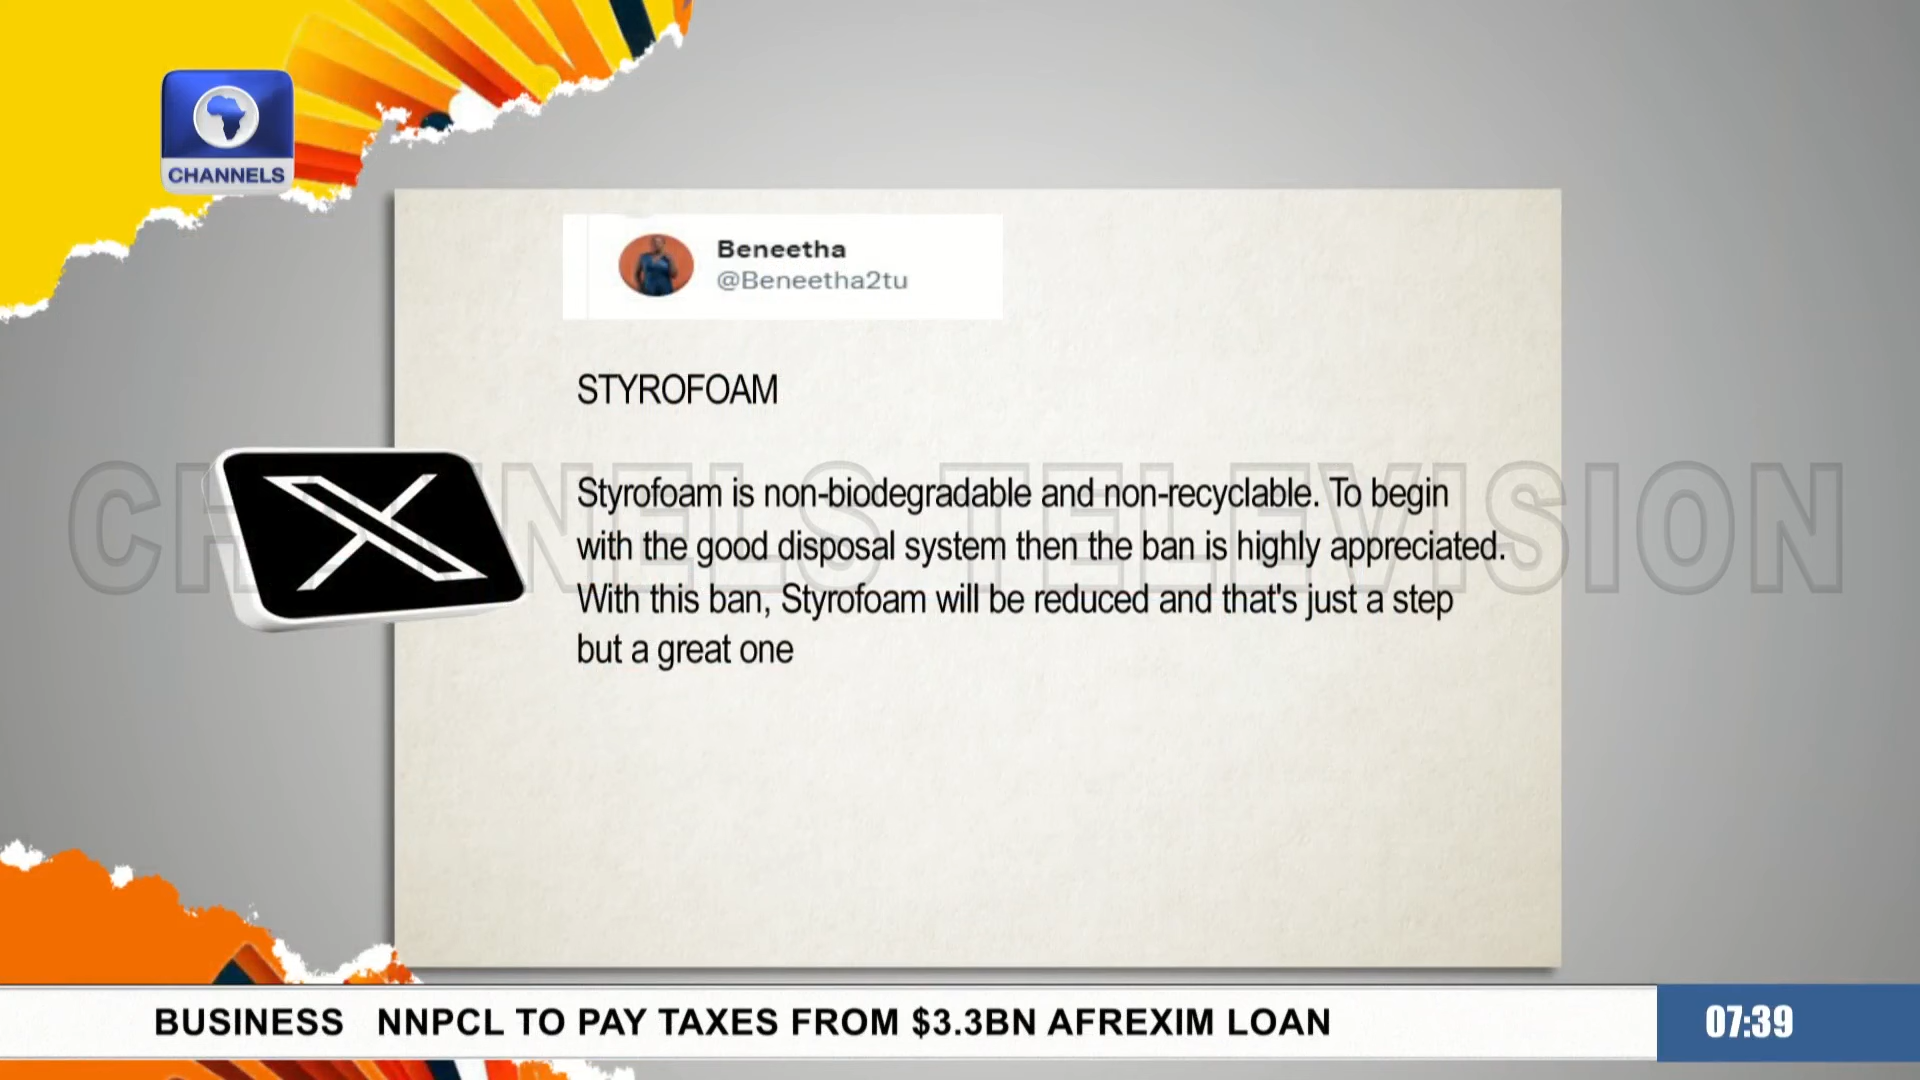 CHANNELS
Beneetha
@Beneetha2tu
STYROFOAM
CHANNELS TELEVISION
Styrofoam is non-biodegradable and non-recyclable. To begin
with the good disposal system then the ban is highly appreciated.
With this ban, Styrofoam will be reduced and that's just a step
but a great one
BUSINESS NNPCL TO PAY TAXES FROM $3.3BN AFREXIM LOAN
07:39